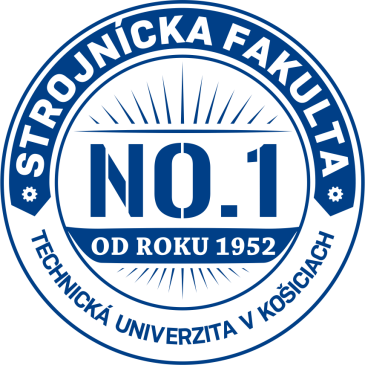 STROJNÍCKA FAKULTA
NO.1
OD ROKU 1952
TECHNICKÁ UNIVERZITA V KOŠICIACH